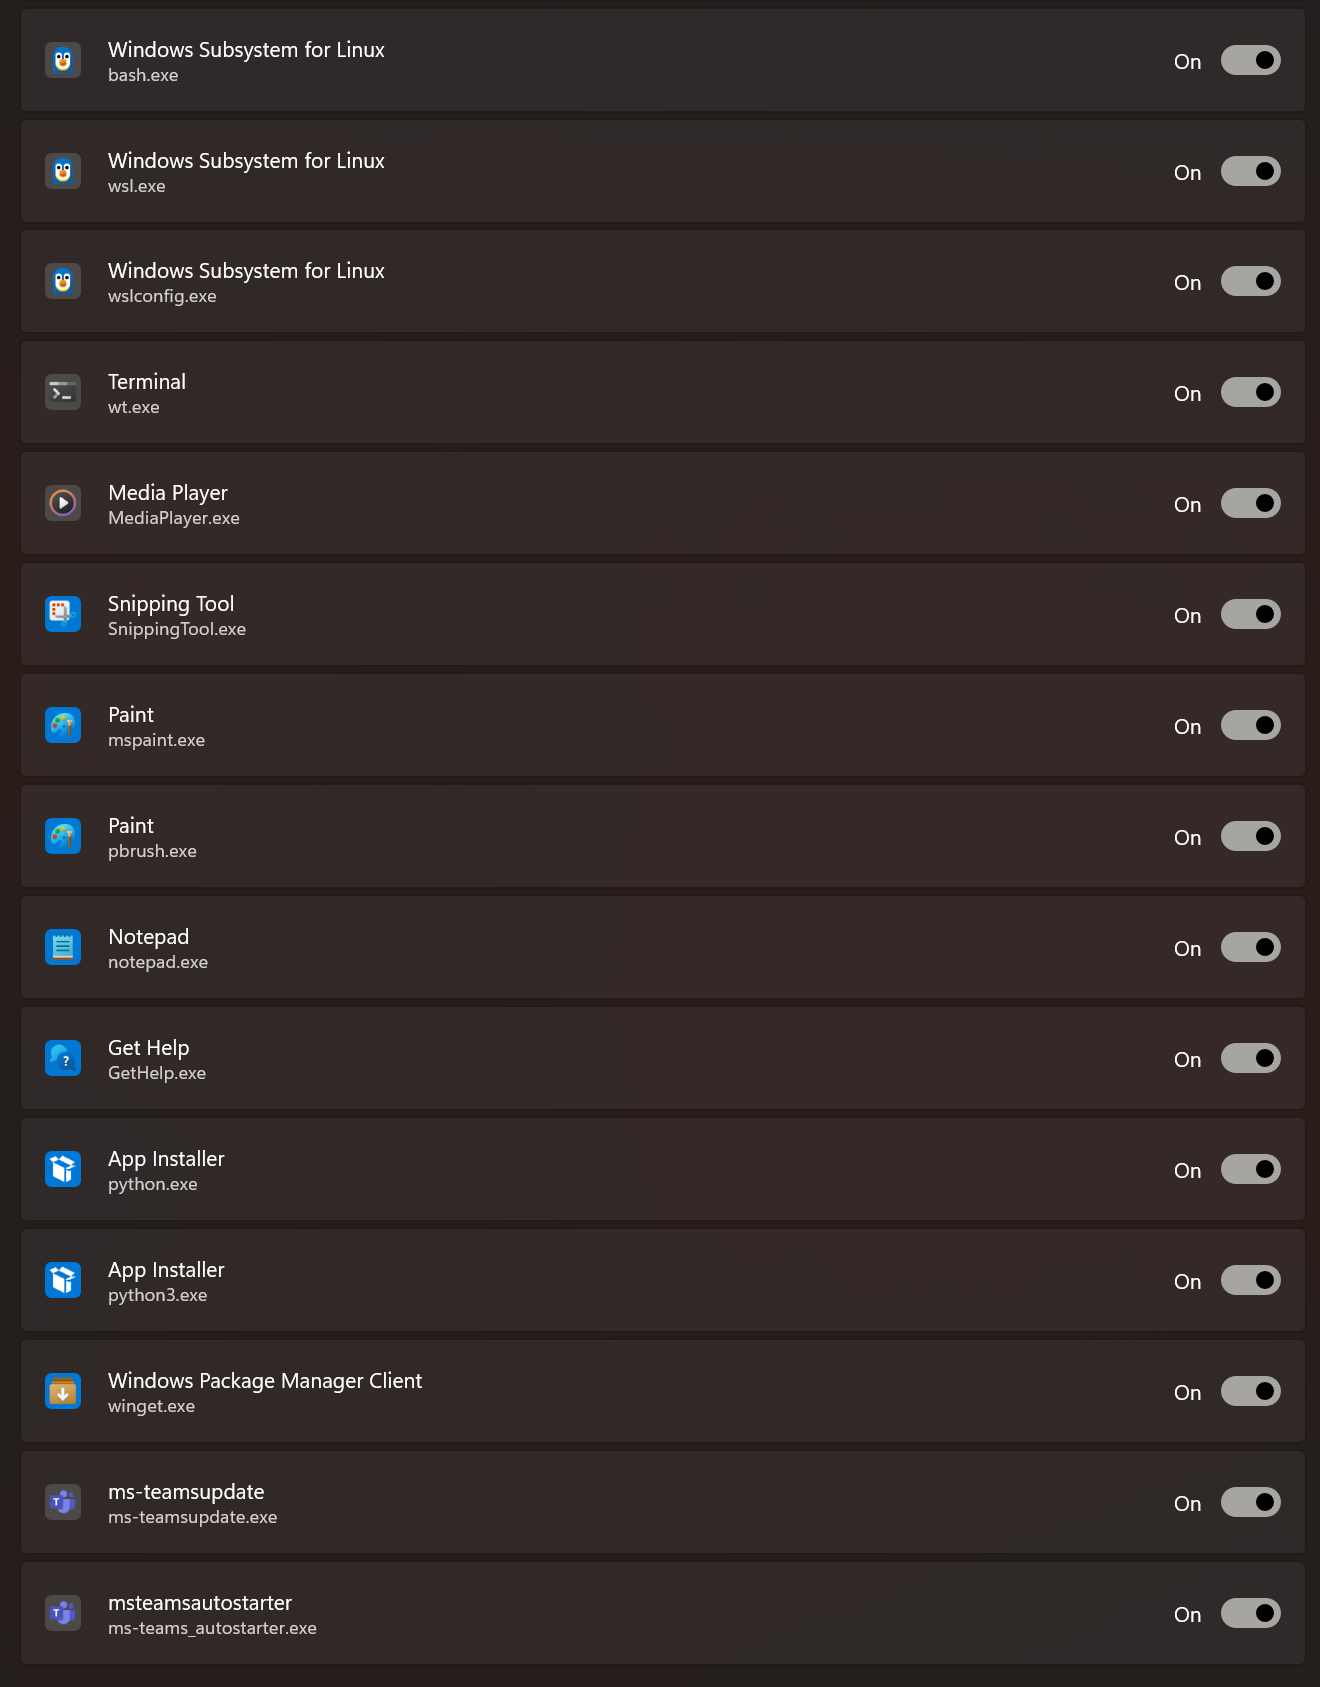 Windows Subsystem for Linux
bash.exe
On
Windows Subsystem for Linux
wsl.exe
On
Windows Subsystem for Linux
wslconfig.exe
On
Terminal
wt.exe
On
Media Player
MediaPlayer.exe
On
Snipping Tool
SnippingTool.exe
On
Paint
mspaint.exe
On
Paint
pbrush.exe
On
Notepad
notepad.exe
On
Get Help
GetHelp.exe
On
App Installer
python.exe
On
App Installer
python3.exe
On
Windows Package Manager Client
winget.exe
On
ms-teamsupdate
ms-teamsupdate.exe
On
msteamsautostarter
ms-teams_autostarter.exe
On